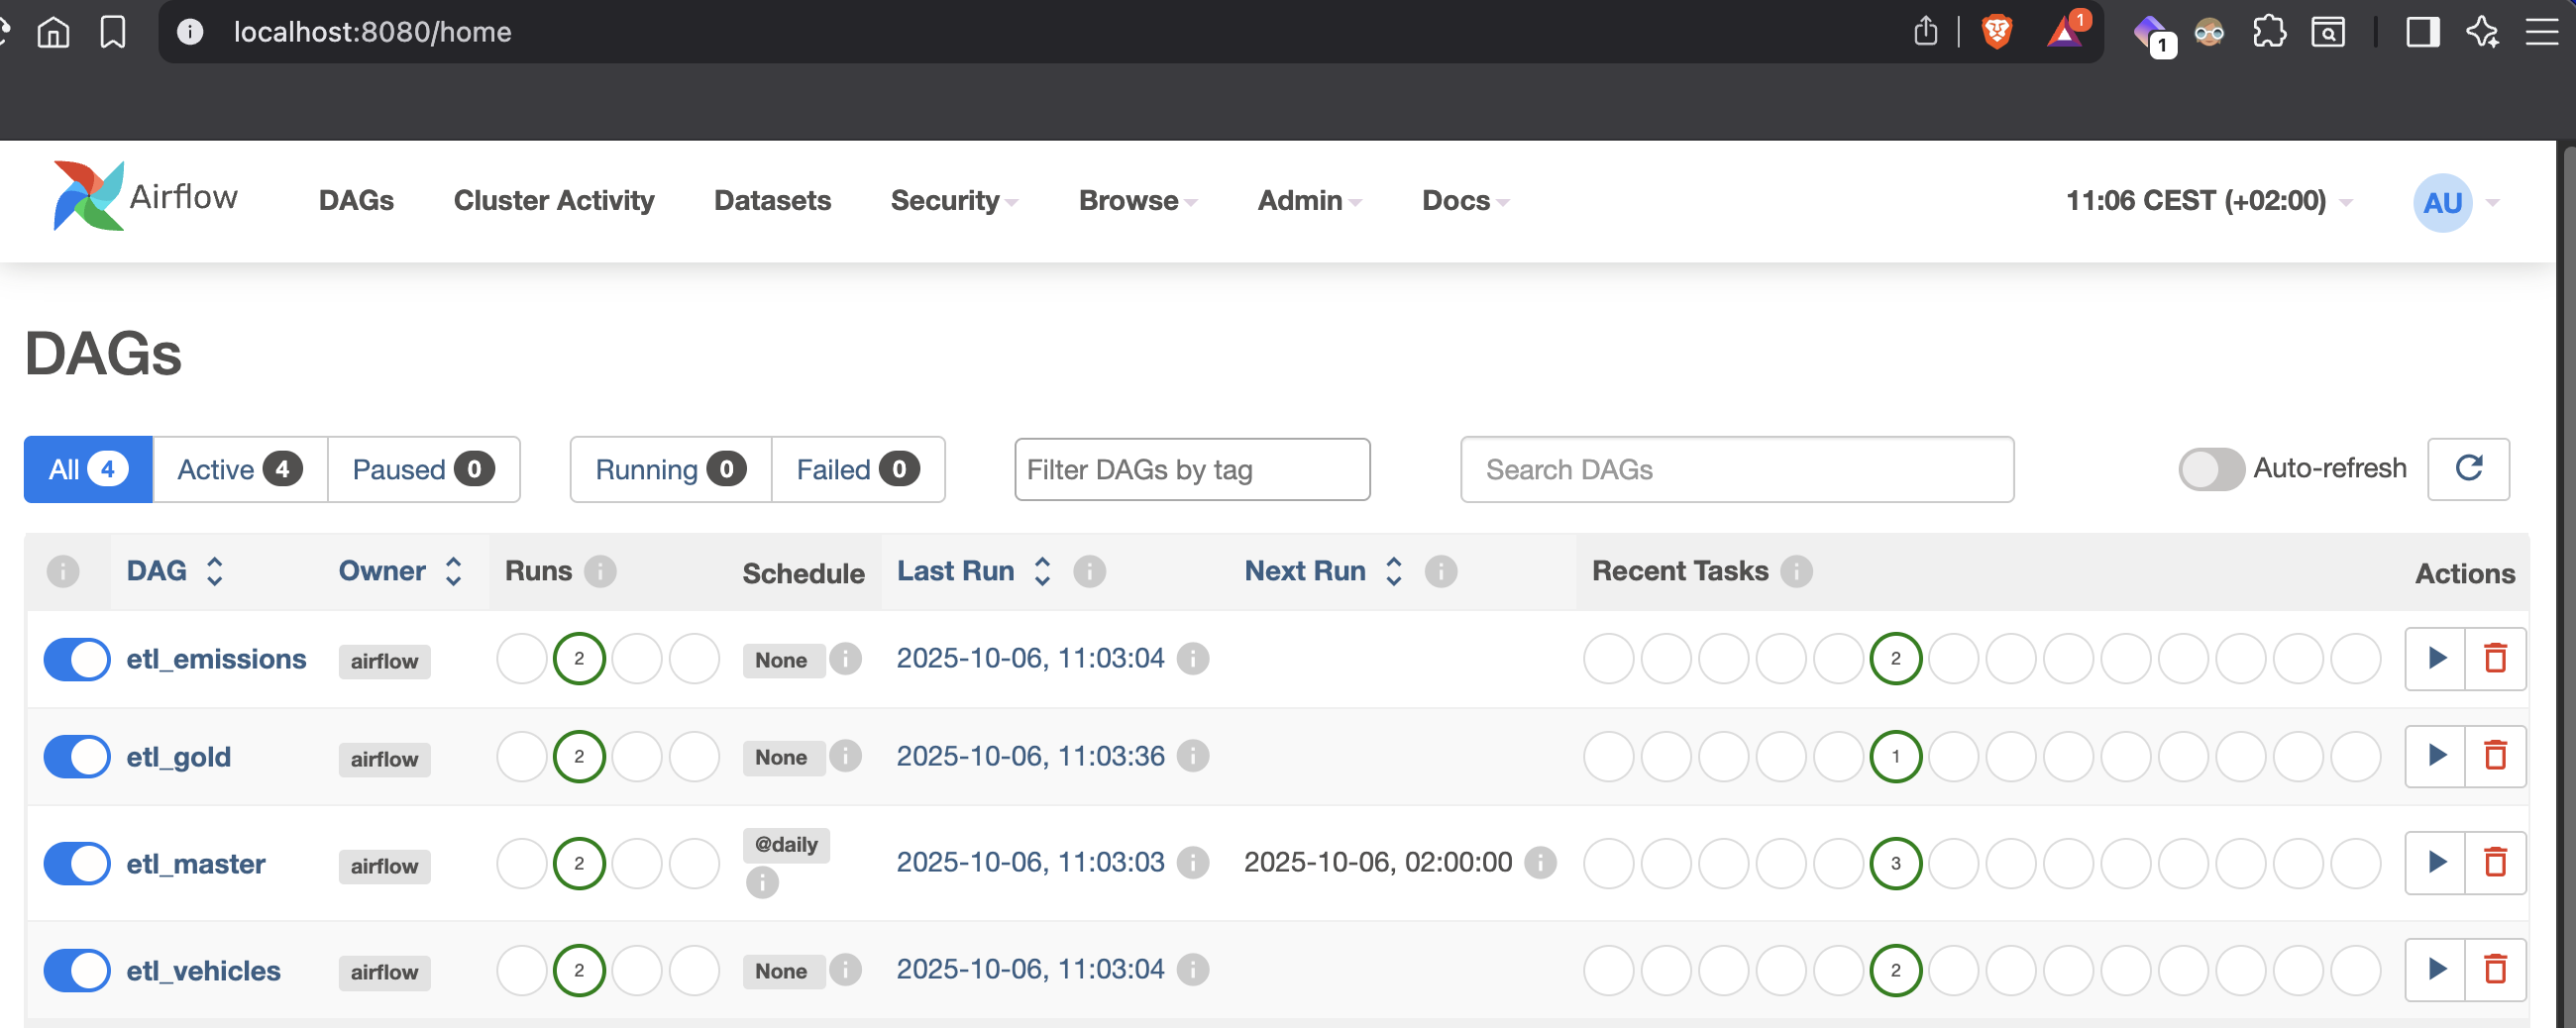 localhost:8080/home
1
1
Airflow DAGs Cluster Activity Datasets Security Browse Admin Docs 11:06 CEST (+02:00) AU
DAGs
All 4 Active 4 Paused 0 Running 0 Failed 0 Filter DAGs by tag Search DAGs Auto-refresh
DAG Owner Runs Schedule Last Run Next Run Recent Tasks Actions
etl_emissions airflow 2 None 2025-10-06, 11:03:04 2
etl_gold airflow 2 None 2025-10-06, 11:03:36 1
etl_master airflow 2 @daily 2025-10-06, 11:03:03 2025-10-06, 02:00:00 3
etl_vehicles airflow 2 None 2025-10-06, 11:03:04 2